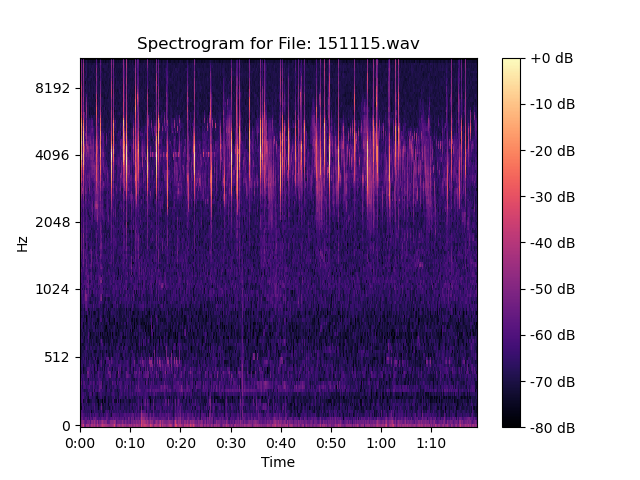 Spectrogram for File: 151115.wav
+0 dB
8192
-10 dB
4096
-20 dB
-30 dB
2048
Hz
-40 dB
1024
-50 dB
-60 dB
512
-70 dB
0
-80 dB
0:00 0:10 0:20 0:30 0:40 0:50 1:00 1:10
Time